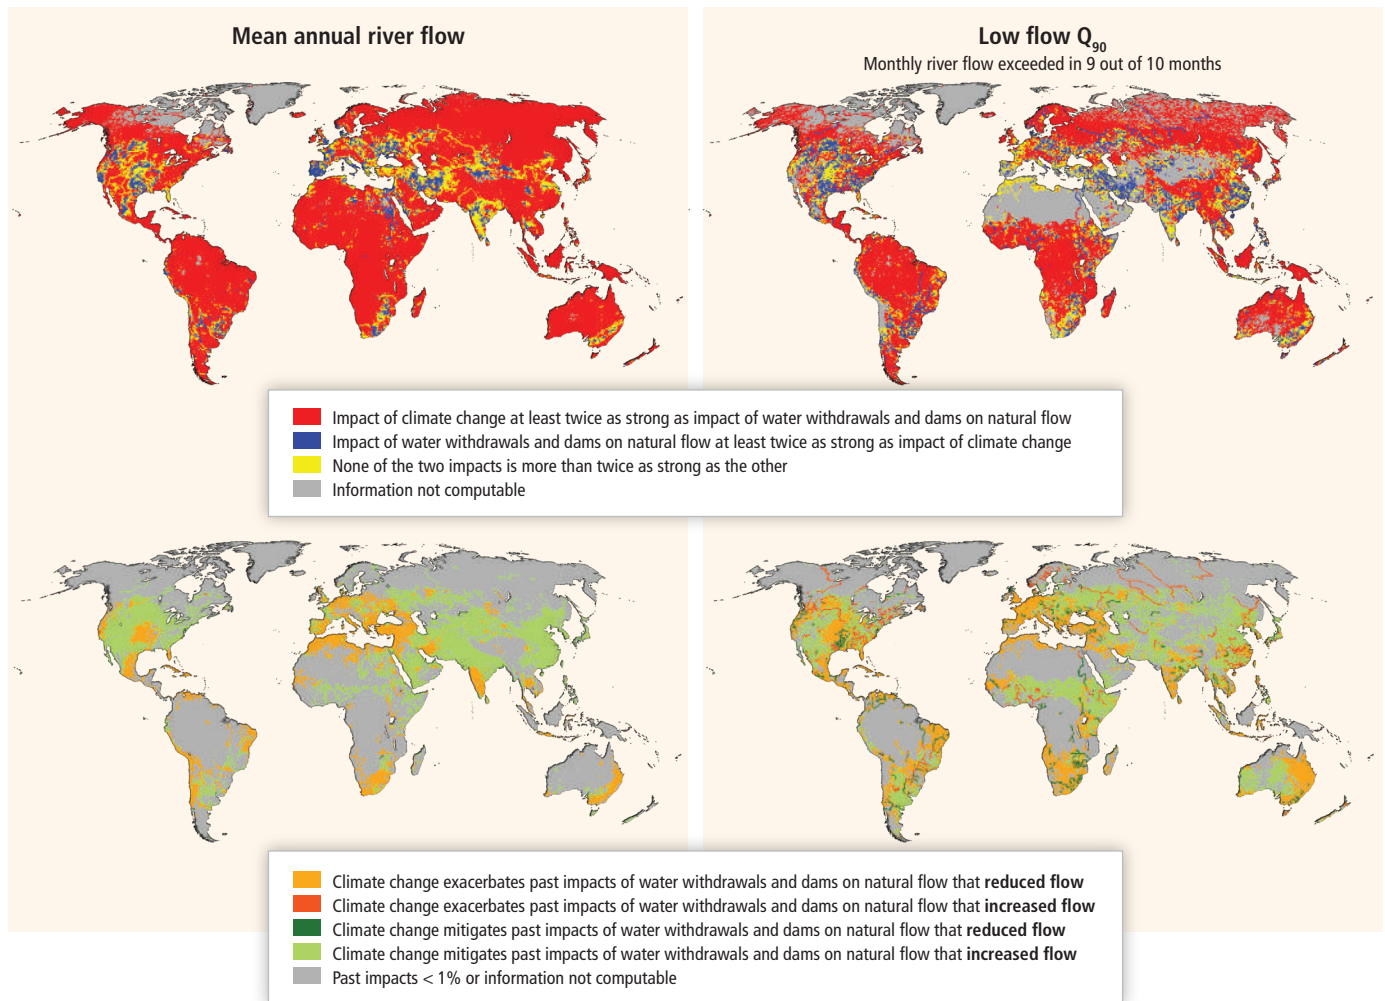 Mean annual river flow
Low flow Q90
Monthly river flow exceeded in 9 out of 10 months
Impact of climate change at least twice as strong as impact of water withdrawals and dams on natural flow
Impact of water withdrawals and dams on natural flow at least twice as strong as impact of climate change
None of the two impacts is more than twice as strong as the other
Information not computable
Climate change exacerbates past impacts of water withdrawals and dams on natural flow that reduced flow
Climate change exacerbates past impacts of water withdrawals and dams on natural flow that increased flow
Climate change mitigates past impacts of water withdrawals and dams on natural flow that reduced flow
Climate change mitigates past impacts of water withdrawals and dams on natural flow that increased flow
Past impacts < 1% or information not computable